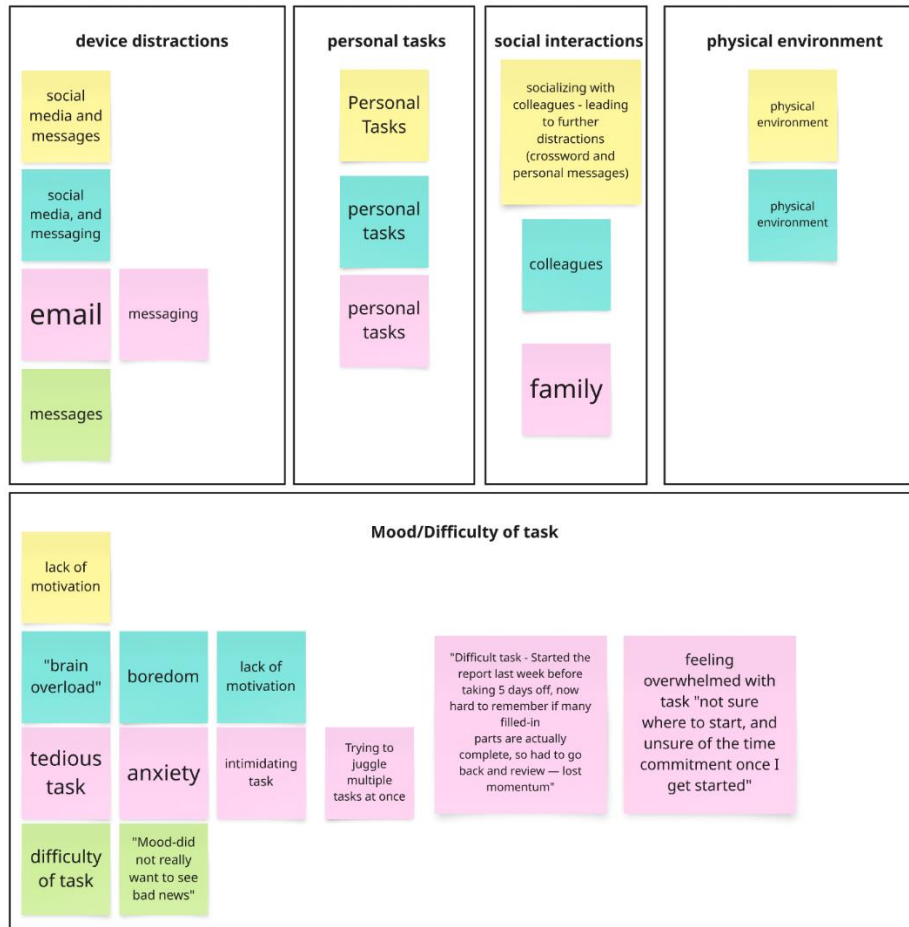 device distractions
social
media and
messages
social
media, and
messaging
email
messaging
messages
personal tasks
Personal
Tasks
personal
tasks
personal
tasks
social interactions
socializing with
colleagues - leading
to further
distractions
(crossword and
personal messages)
colleagues
family
physical environment
physical
environment
physical
environment
Mood/Difficulty of task
lack of
motivation
"brain
overload"
boredom
lack of
motivation
tedious
task
anxiety
intimidating
task
Trying to
juggle
multiple
tasks at once
"Difficult task - Started the
report last week before
taking 5 days off, now
hard to remember if many
filled-in
parts are actually
complete, so had to go
back and review — lost
momentum"
feeling
overwhelmed with
task "not sure
where to start, and
unsure of the time
commitment once I
get started"
difficulty
of task
"Mood-did
not really
want to see
bad news"